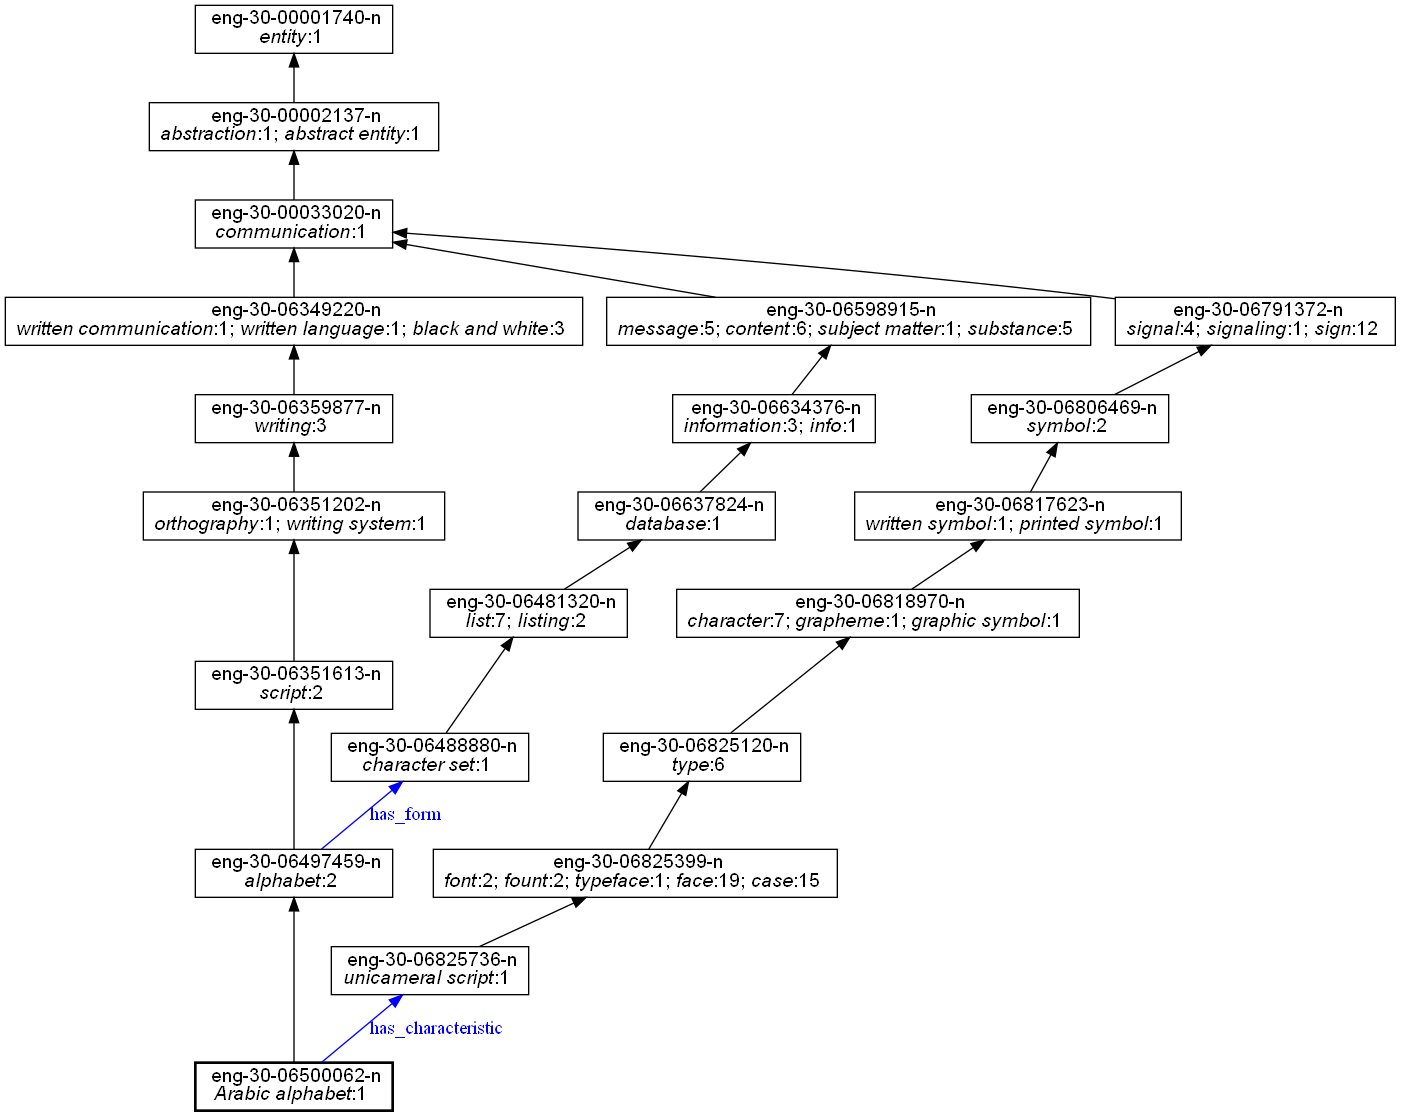 eng-30-00001740-n
entity:1
eng-30-00002137-n
abstraction:1; abstract entity:1
eng-30-00033020-n
communication:1
eng-30-06349220-n
written communication:1; written language:1; black and white:3
eng-30-06598915-n
message:5; content:6; subject matter:1; substance:5
eng-30-06791372-n
signal:4; signaling:1; sign:12
eng-30-06359877-n
writing:3
eng-30-06634376-n
information:3; info:1
eng-30-06806469-n
symbol:2
eng-30-06351202-n
orthography:1; writing system:1
eng-30-06637824-n
database:1
eng-30-06817623-n
written symbol:1; printed symbol:1
eng-30-06481320-n
list:7; listing:2
eng-30-06818970-n
character:7; grapheme:1; graphic symbol:1
eng-30-06351613-n
script:2
eng-30-06488880-n
character set:1
eng-30-06825120-n
type:6
has_form
eng-30-06497459-n
alphabet:2
eng-30-06825399-n
font:2; fount:2; typeface:1; face:19; case:15
eng-30-06825736-n
unicameral script:1
has_characteristic
eng-30-06500062-n
Arabic alphabet:1